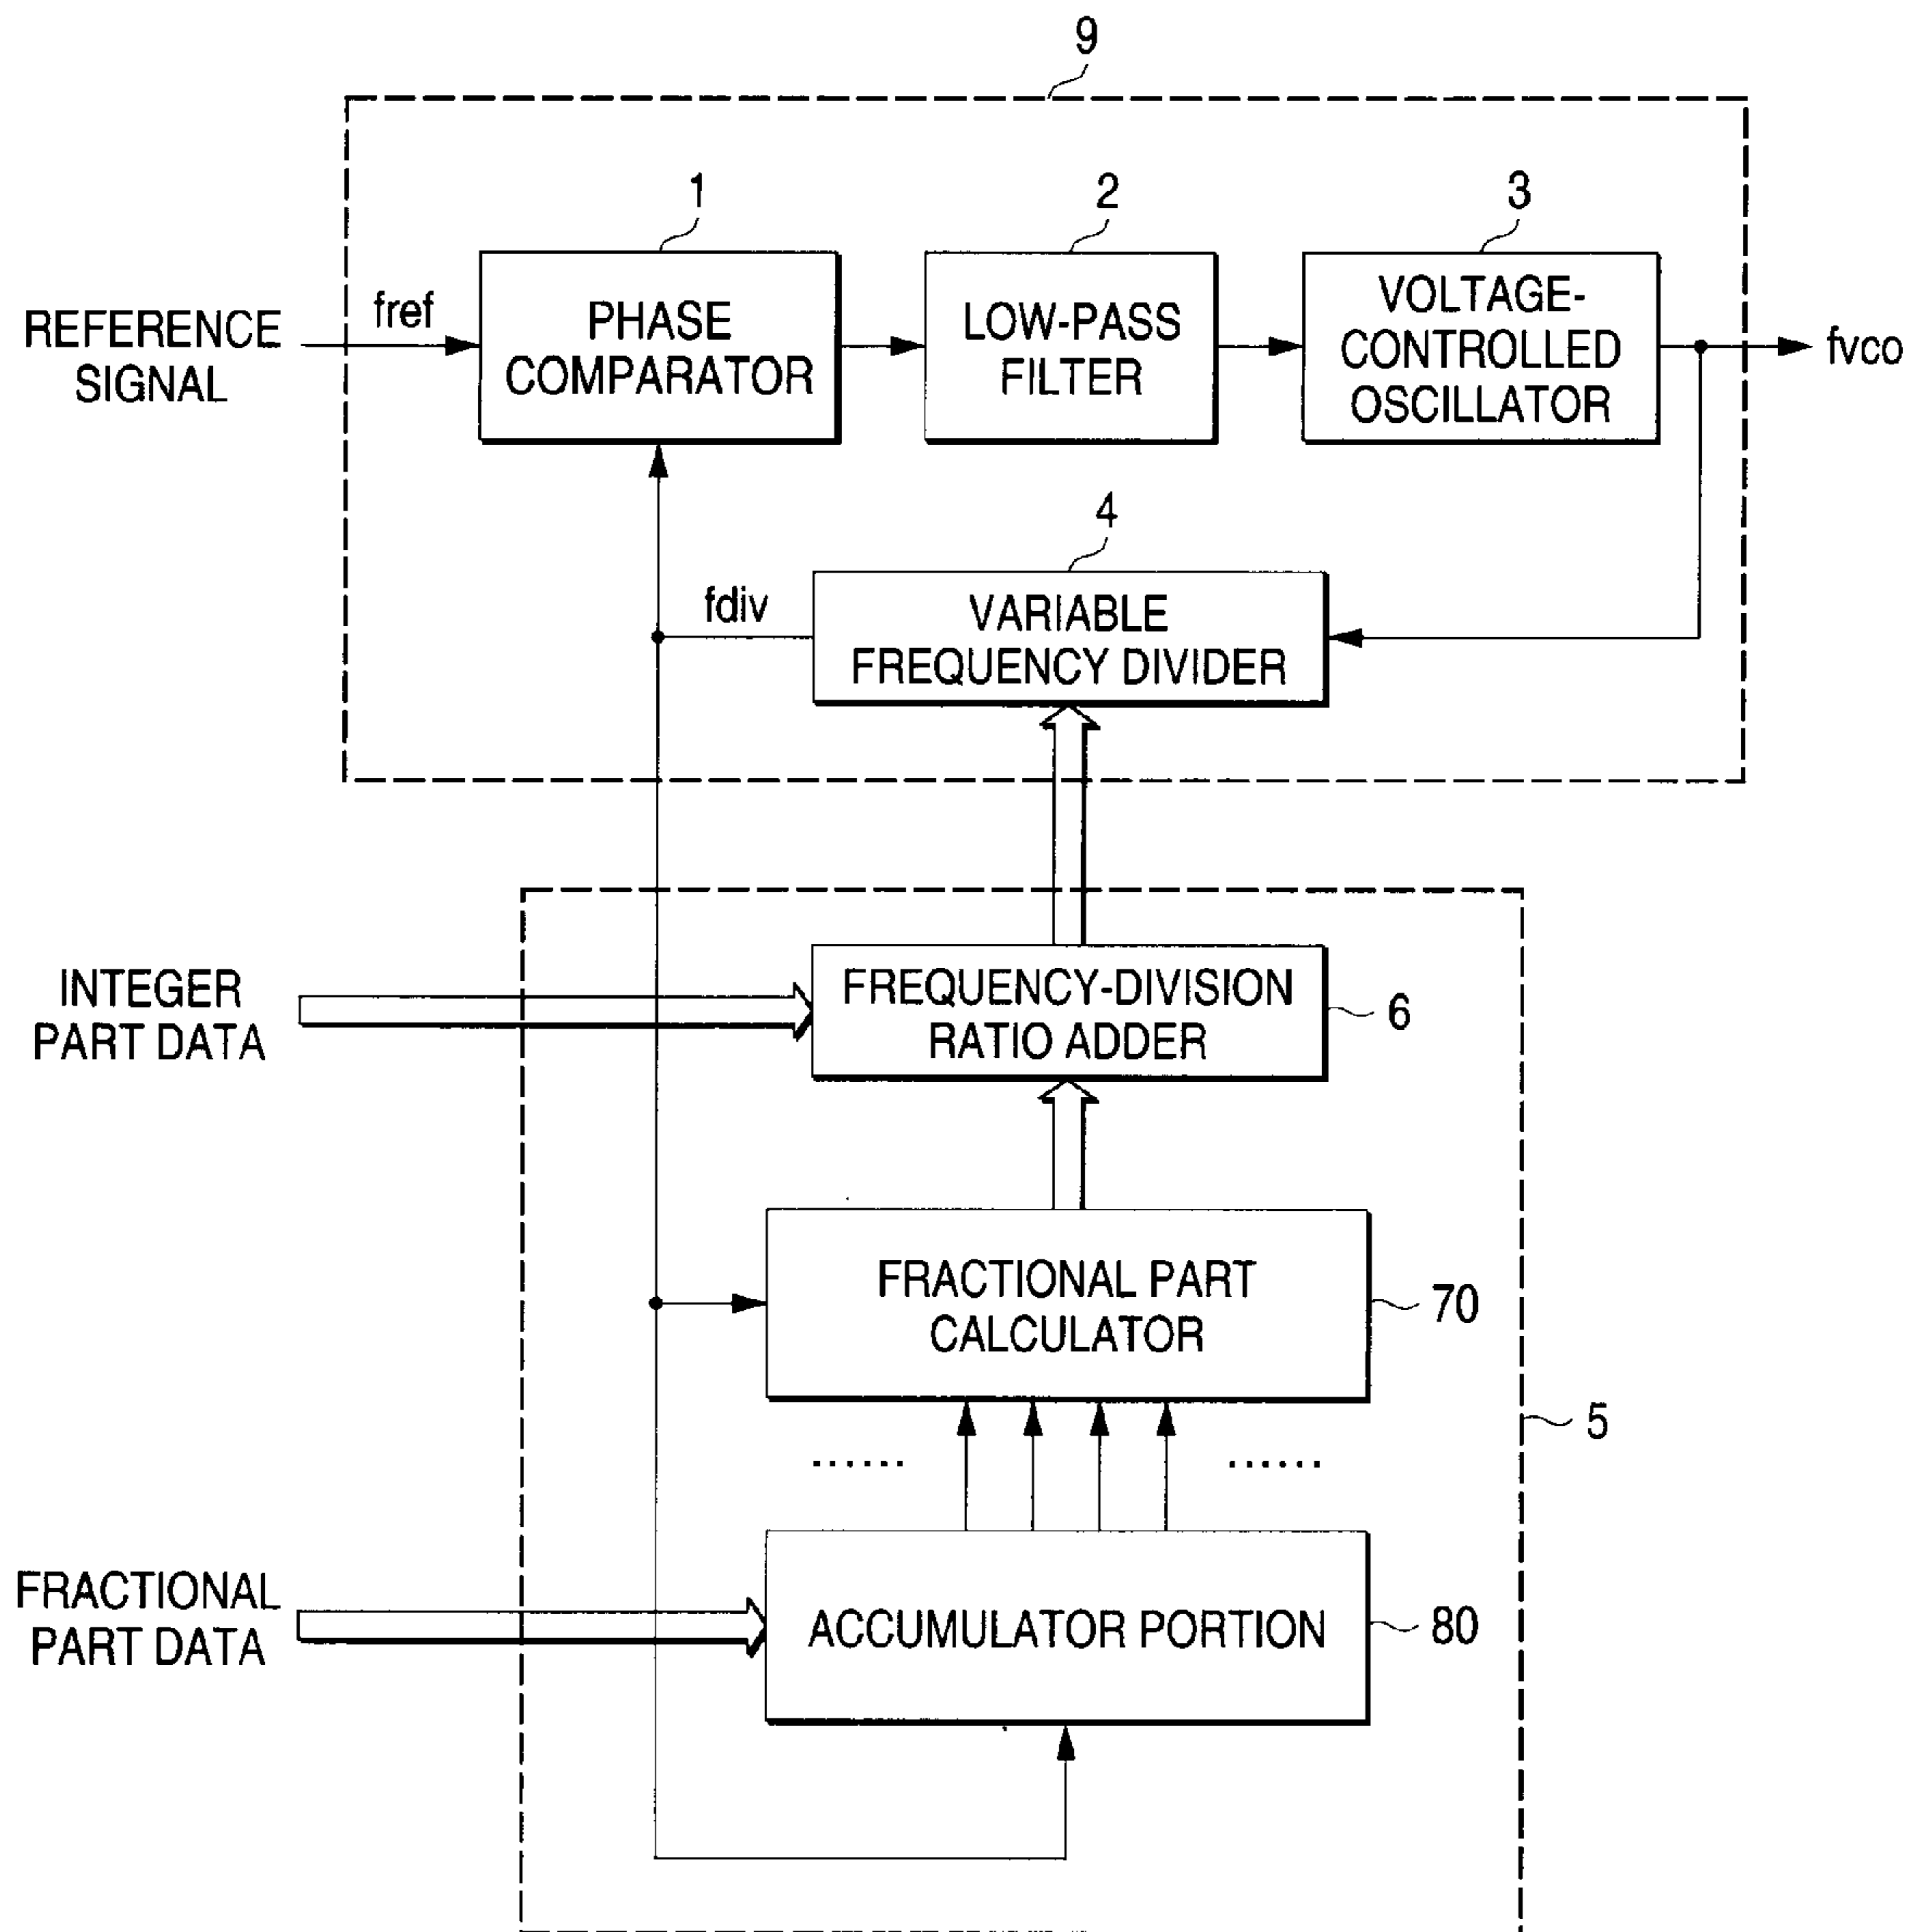 9
1
2
3
REFERENCE
SIGNAL
fref
PHASE
COMPARATOR
LOW-PASS
FILTER
VOLTAGE-
CONTROLLED
OSCILLATOR
fvco
4
fdiv
VARIABLE
FREQUENCY DIVIDER
INTEGER
PART DATA
FREQUENCY-DIVISION
RATIO ADDER
6
FRACTIONAL PART
CALCULATOR
70
5
......
......
FRACTIONAL
PART DATA
ACCUMULATOR PORTION
80